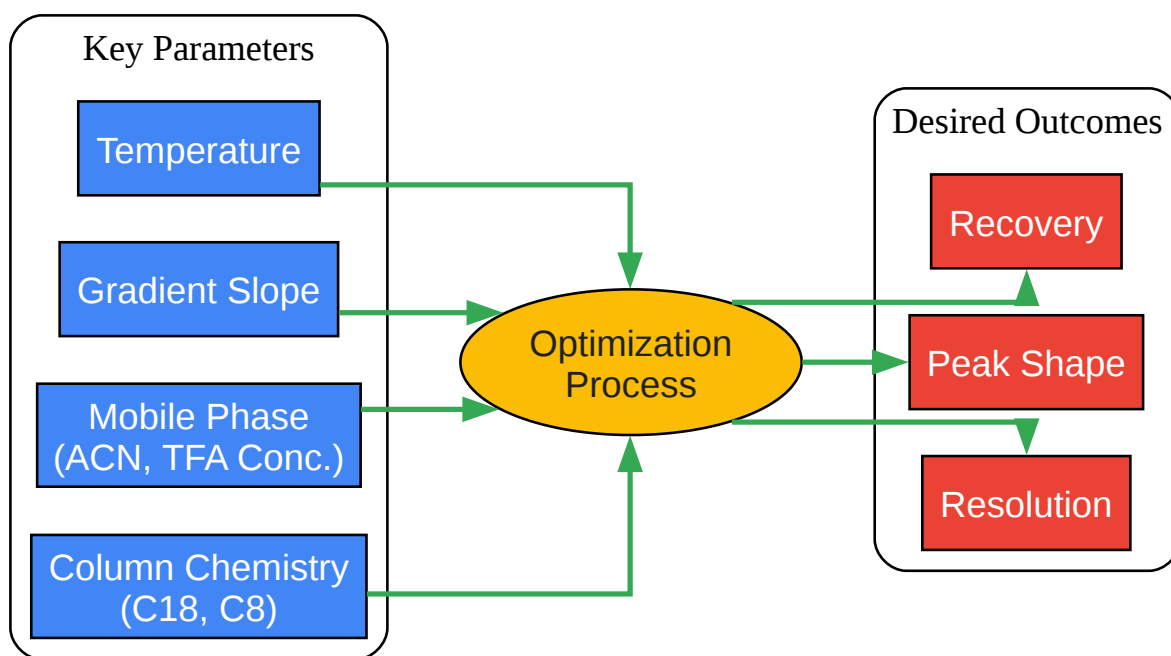 Key Parameters
Temperature
Gradient Slope
Mobile Phase
(ACN, TFA Conc.)
Column Chemistry
(C18, C8)
Optimization
Process
Desired Outcomes
Recovery
Peak Shape
Resolution